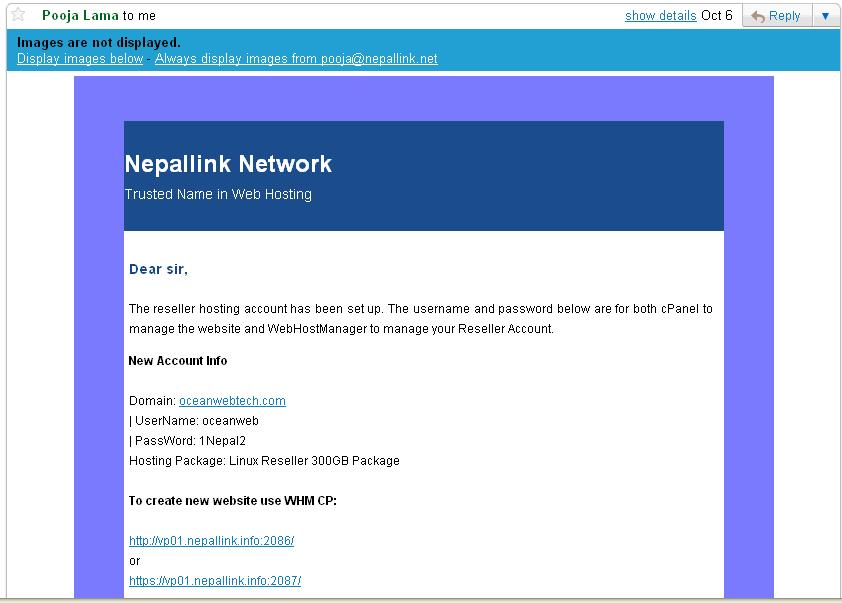 Pooja Lama to me show details Oct 6 Reply
Images are not displayed.
Display images below - Always display images from pooja@nepallink.net
Nepallink Network
Trusted Name in Web Hosting
Dear sir,
The reseller hosting account has been set up. The username and password below are for both cPanel to
manage the website and WebHostManager to manage your Reseller Account.
New Account Info
Domain: oceanwebtech.com
| UserName: oceanweb
| PassWord: 1Nepal2
Hosting Package: Linux Reseller 300GB Package
To create new website use WHM CP:
http://vp01.nepallink.info:2086/
or
https://vp01.nepallink.info:2087/